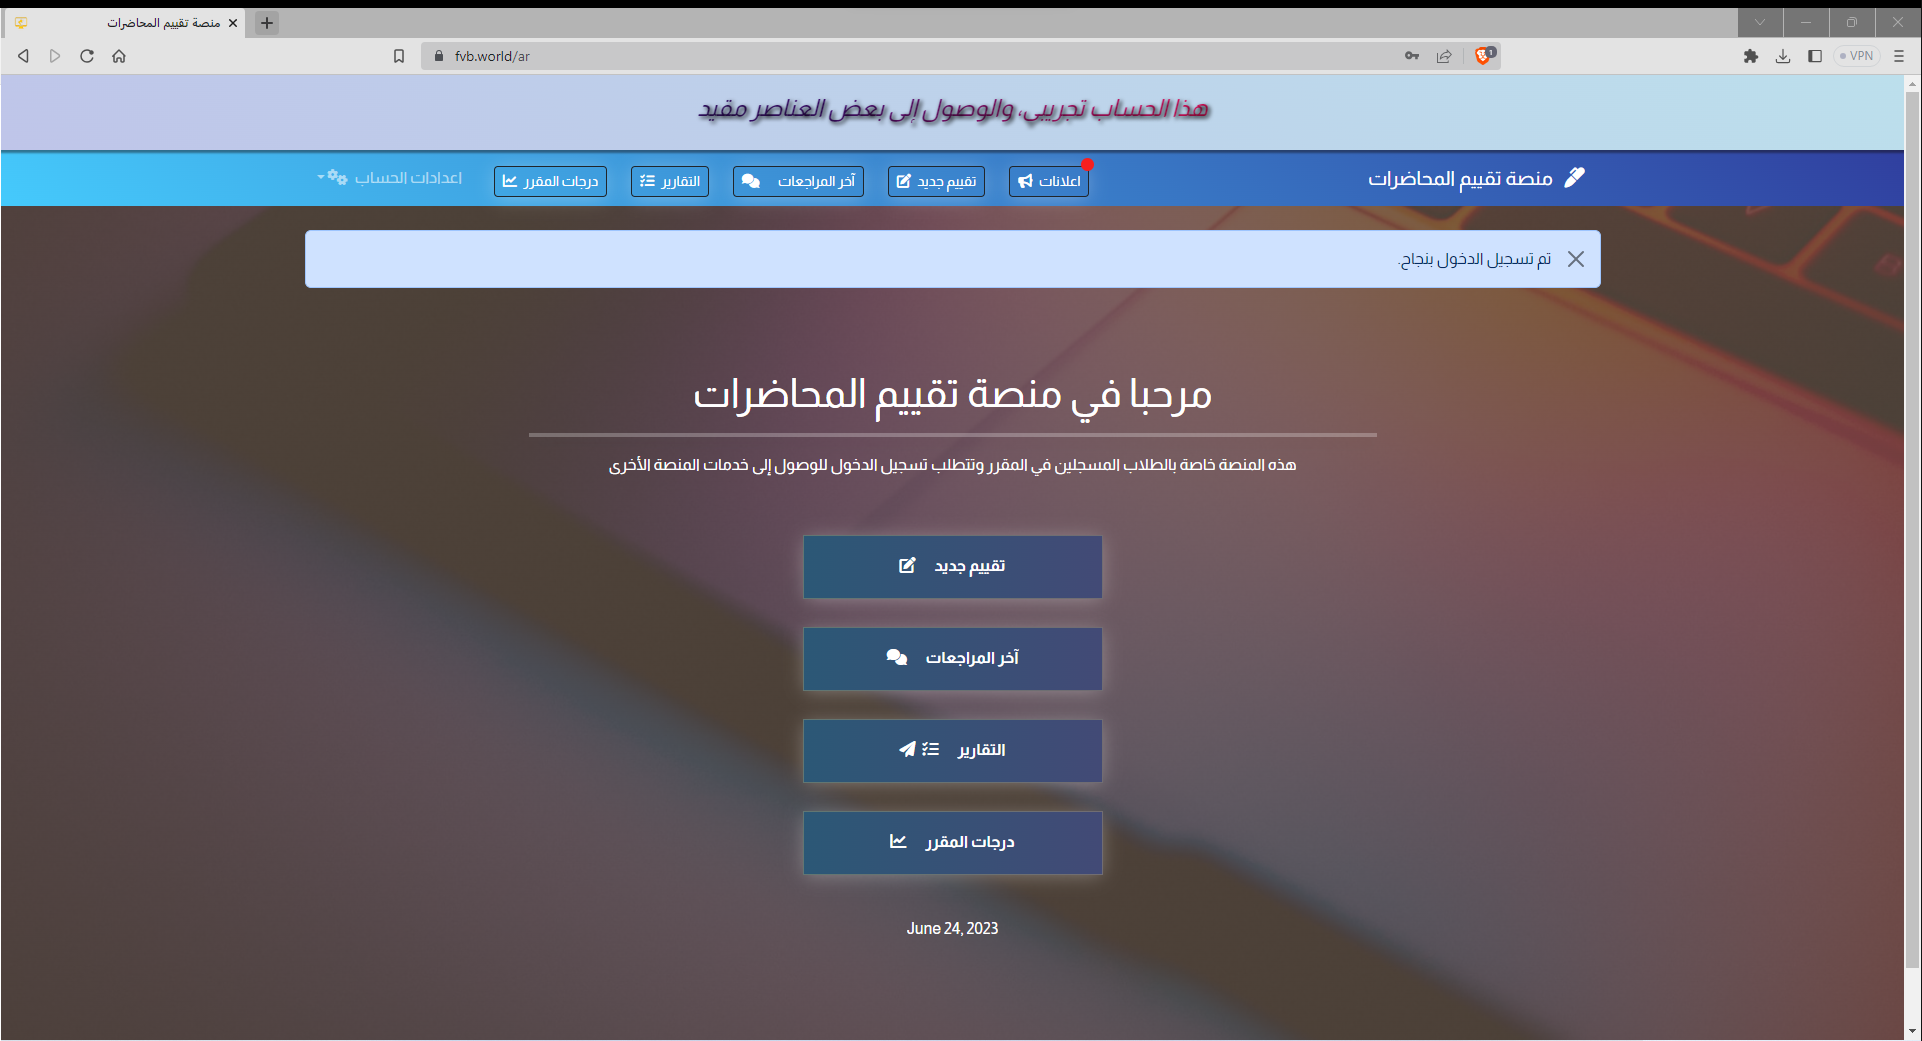 منصة تقييم المحاضرات
fvb.world/ar
1
VPN
هذا الحساب تجريبي، والوصول إلى بعض العناصر مقيد
منصة تقييم المحاضرات
اعلانات
تقييم جديد
آخر المراجعات
التقارير
درجات المقرر
اعدادات الحساب
تم تسجيل الدخول بنجاح.
مرحبا في منصة تقييم المحاضرات
هذه المنصة خاصة بالطلاب المسجلين في المقرر وتتطلب تسجيل الدخول للوصول إلى خدمات المنصة الأخرى
تقييم جديد
آخر المراجعات
التقارير
درجات المقرر
June 24, 2023